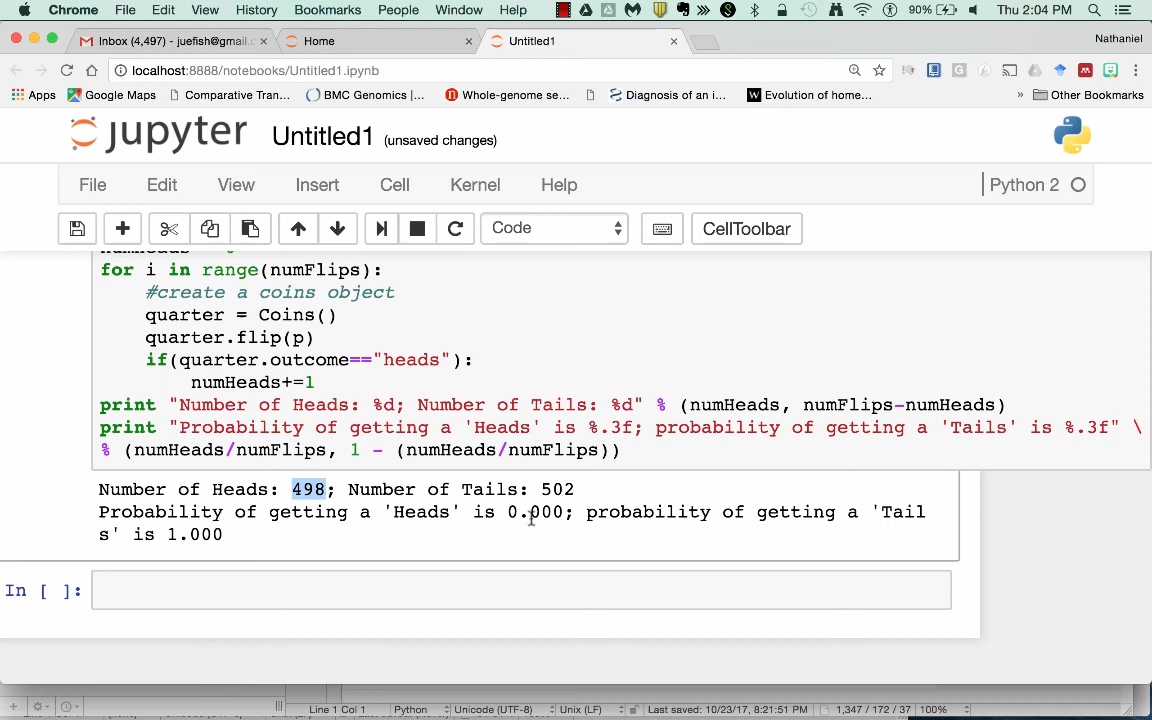 Chrome File Edit View History Bookmarks People Window Help 90% Thu 2:04 PM
Inbox (4,497) - juefish@gmail.c Home Untitled1 Nathaniel
localhost:8888/notebooks/Untitled1.ipynb
Apps Google Maps Comparative Tran... BMC Genomics |... Whole-genome se... Diagnosis of an i... Evolution of home... » Other Bookmarks
jupyter Untitled1 (unsaved changes)
File Edit View Insert Cell Kernel Help Python 2
Code CellToolbar
for i in range(numFlips):
#create a coins object
quarter = Coins()
quarter.flip(p)
if(quarter.outcome=="heads"):
numHeads+=1
print "Number of Heads: %d; Number of Tails: %d" % (numHeads, numFlips-numHeads)
print "Probability of getting a 'Heads' is %.3f; probability of getting a 'Tails' is %.3f" \
% (numHeads/numFlips, 1 - (numHeads/numFlips))
Number of Heads: 498; Number of Tails: 502
Probability of getting a 'Heads' is 0.000; probability of getting a 'Tail
s' is 1.000
In [ ]:
Line 1 Col 1 Python Unicode (UTF-8) Unix (LF) Last saved: 10/23/17, 8:21:51 PM 1,347 / 172 / 37 100%